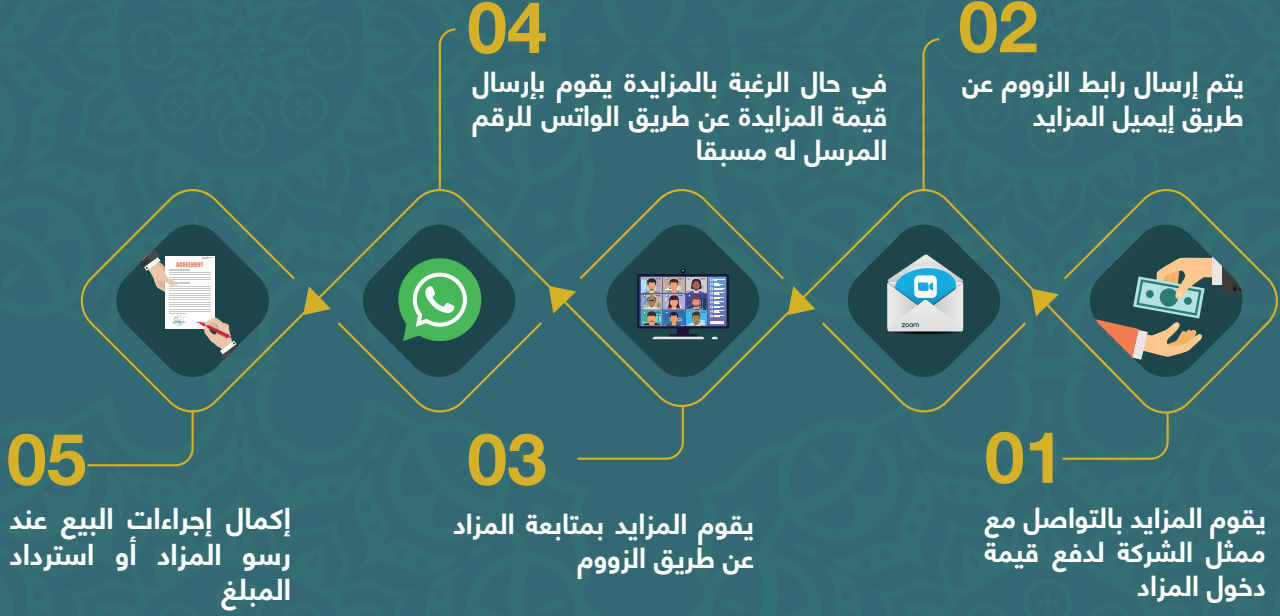 01
يقوم المزايد بالتواصل مع
ممثل الشركة لدفع قيمة
دخول المزاد
02
يتم إرسال رابط الزووم عن
طريق إيميل المزايد
zoom
03
يقوم المزايد بمتابعة المزاد
عن طريق الزووم
04
في حال الرغبة بالمزايدة يقوم بإرسال
قيمة المزايدة عن طريق الواتس للرقم
المرسل له مسبقا
05
إكمال إجراءات البيع عند
رسو المزاد أو استرداد
المبلغ
AGREEMENT